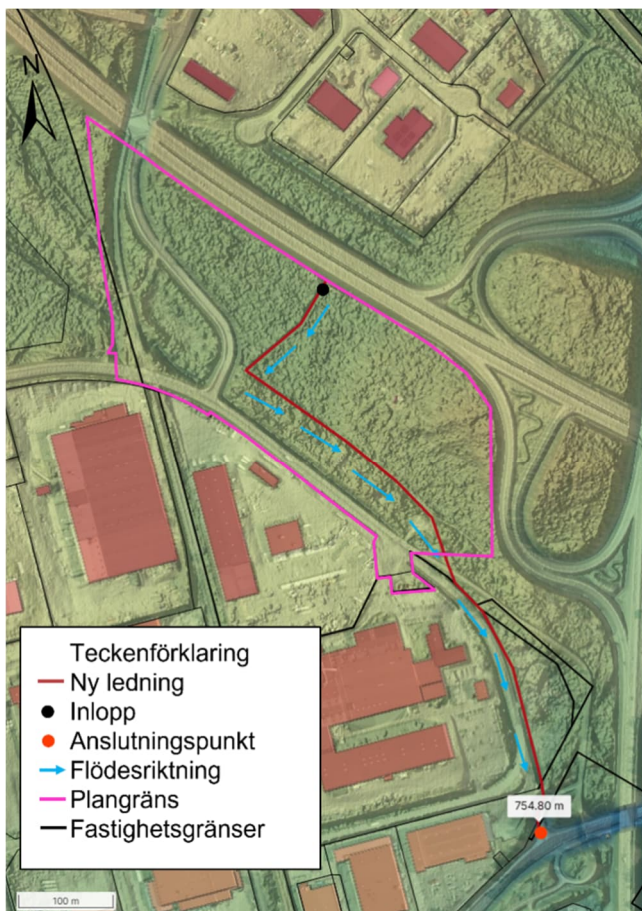 N
Teckenförklaring
Ny ledning
Inlopp
Anslutningspunkt
Flödesriktning
Plangräns
Fastighetsgränser
754.80 m
100 m